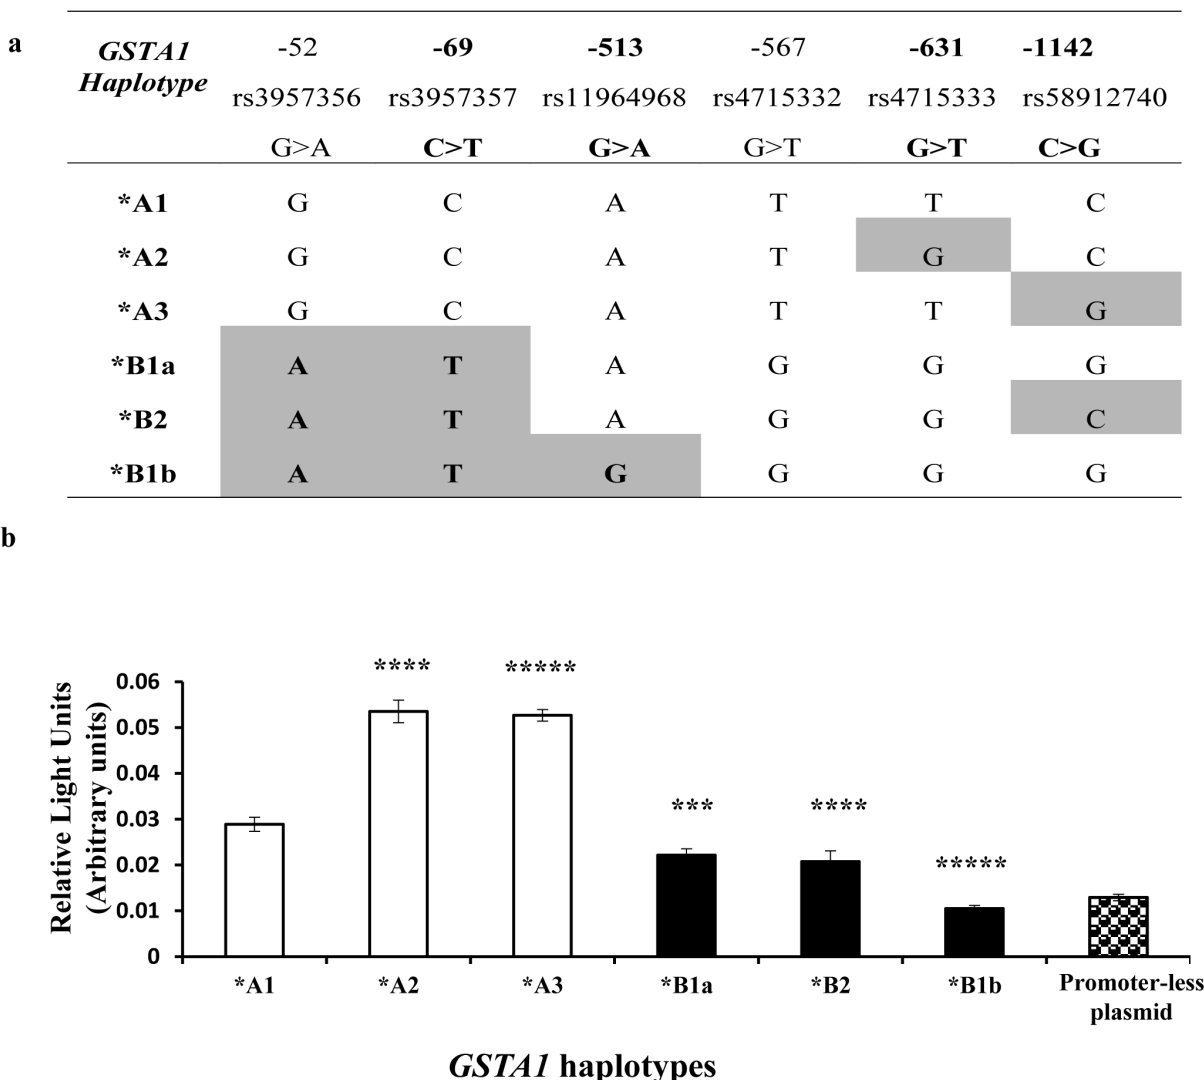 a
GSTA1 Haplotype -52 -69 -513 -567 -631 -1142
rs3957356 rs3957357 rs11964968 rs4715332 rs4715333 rs58912740
G>A C>T G>A G>T G>T C>G
*A1 G C A T T C
*A2 G C A T G C
*A3 G C A T T G
*B1a A T A G G G
*B2 A T A G G C
*B1b A T G G G G
b
Relative Light Units
(Arbitrary units)
0.06
0.05
0.04
0.03
0.02
0.01
0
**** ***** *** **** *****
*A1 *A2 *A3 *B1a *B2 *B1b Promoter-less
plasmid
GSTA1 haplotypes